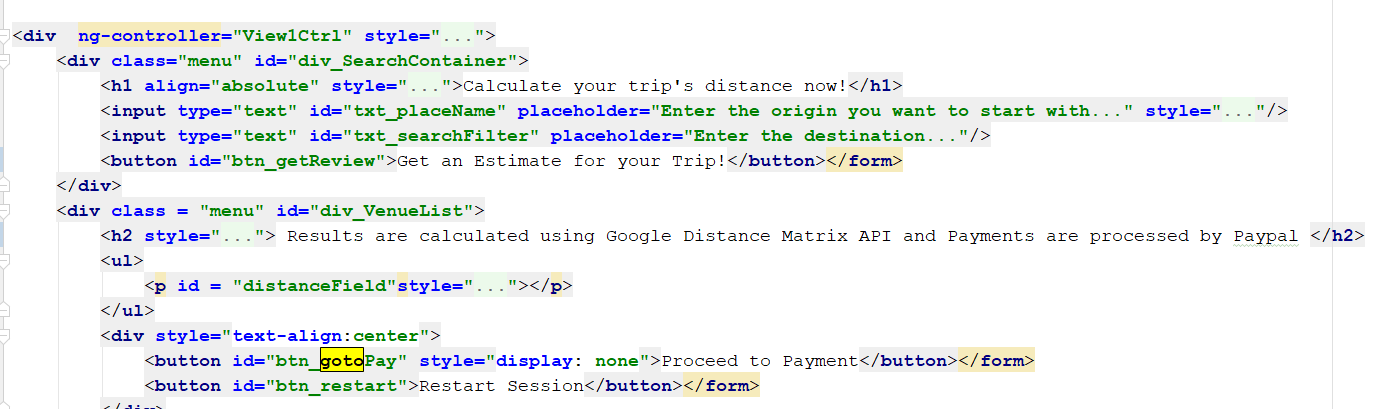 <div  ng-controller="View1Ctrl" style="...">
<div class="menu" id="div_SearchContainer">
<h1 align="absolute" style="...">Calculate your trip's distance now!</h1>
<input type="text" id="txt_placeName" placeholder="Enter the origin you want to start with..." style="..."/>
<input type="text" id="txt_searchFilter" placeholder="Enter the destination..."/>
<button id="btn_getReview">Get an Estimate for your Trip!</button></form>
</div>
<div class = "menu" id="div_VenueList">
<h2 style="..."> Results are calculated using Google Distance Matrix API and Payments are processed by Paypal </h2>
<ul>
<p id = "distanceField"style="..."></p>
</ul>
<div style="text-align:center">
<button id="btn_gotoPay" style="display: none">Proceed to Payment</button></form>
<button id="btn_restart">Restart Session</button></form>
</div>